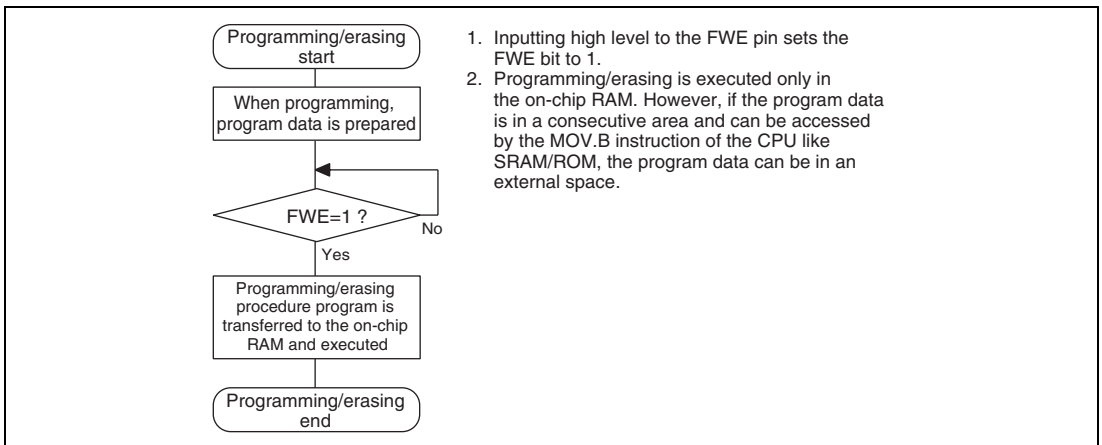 Programming/erasing
start
When programming,
program data is prepared
FWE=1 ?
No
Yes
Programming/erasing
procedure program is
transferred to the on-chip
RAM and executed
Programming/erasing
end
1. Inputting high level to the FWE pin sets the
FWE bit to 1.
2. Programming/erasing is executed only in
the on-chip RAM. However, if the program data
is in a consecutive area and can be accessed
by the MOV.B instruction of the CPU like
SRAM/ROM, the program data can be in an
external space.